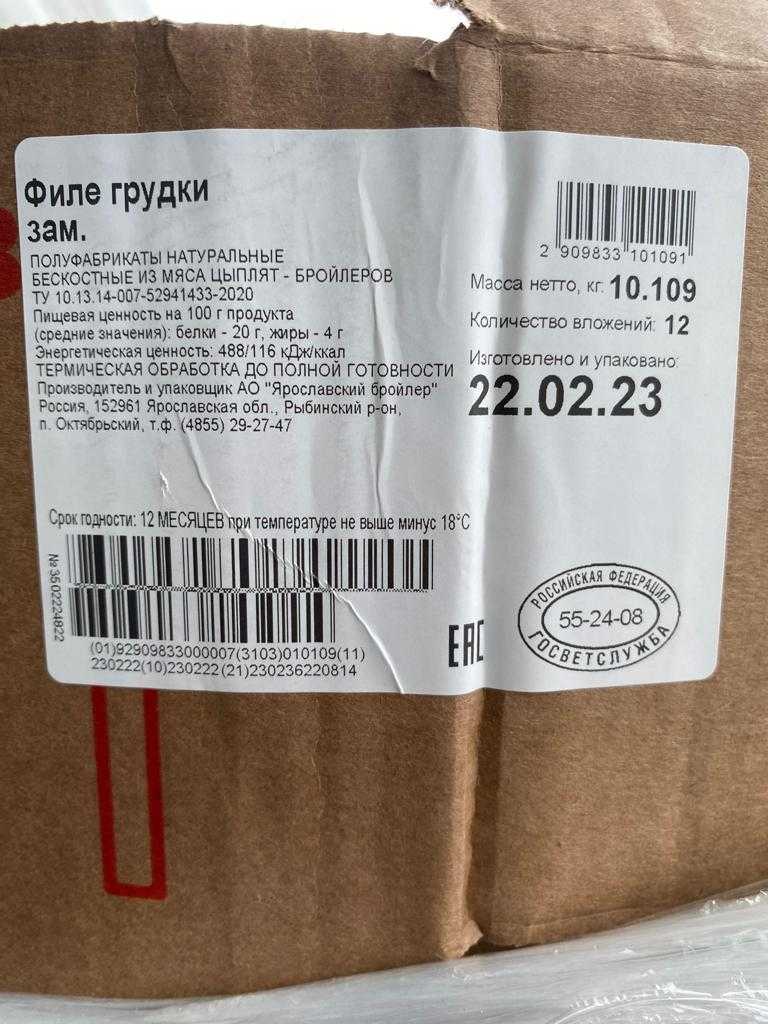 Филе грудки
зам.
ПОЛУФАБРИКАТЫ НАТУРАЛЬНЫЕ
БЕСКОСТНЫЕ ИЗ МЯСА ЦЫПЛЯТ - БРОЙЛЕРОВ
ТУ 10.13.14-007-52941433-2020
Пищевая ценность на 100 г продукта
(средние значения): белки - 20 г, жиры - 4 г
Энергетическая ценность: 488/116 кДж/ккал
ТЕРМИЧЕСКАЯ ОБРАБОТКА ДО ПОЛНОЙ ГОТОВНОСТИ
Производитель и упаковщик АО "Ярославский бройлер"
Россия, 152961 Ярославская обл., Рыбинский р-он,
п. Октябрьский, т.ф. (4855) 29-27-47
2 909833 101091
Масса нетто, кг: 10.109
Количество вложений: 12
Изготовлено и упаковано:
22.02.23
Срок годности: 12 МЕСЯЦЕВ при температуре не выше минус 18°C
№3502224822
(01)92909833000007(3103)010109(11)
230222(10)230222(21)230236220814
EAC
РОССИЙСКАЯ ФЕДЕРАЦИЯ
55-24-08
ГОСВЕТСЛУЖБА